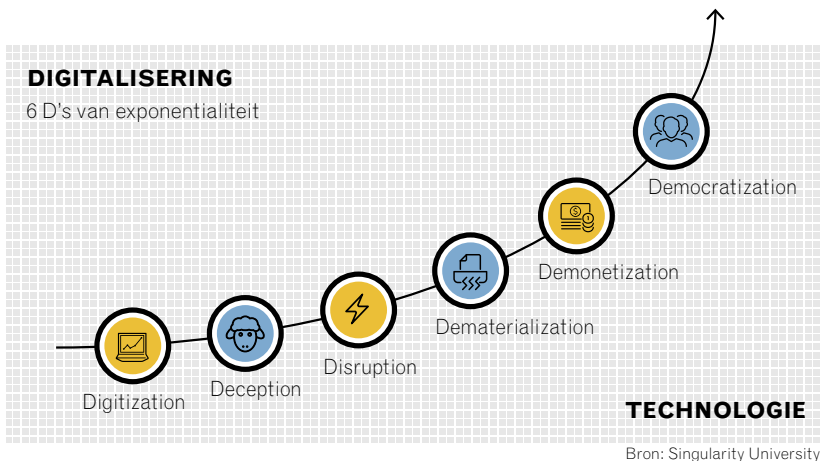 DIGITALISERING
6 D's van exponentialiteit
Democratization
Demonetization
Dematerialization
Disruption
Deception
Digitization
TECHNOLOGIE
Bron: Singularity University